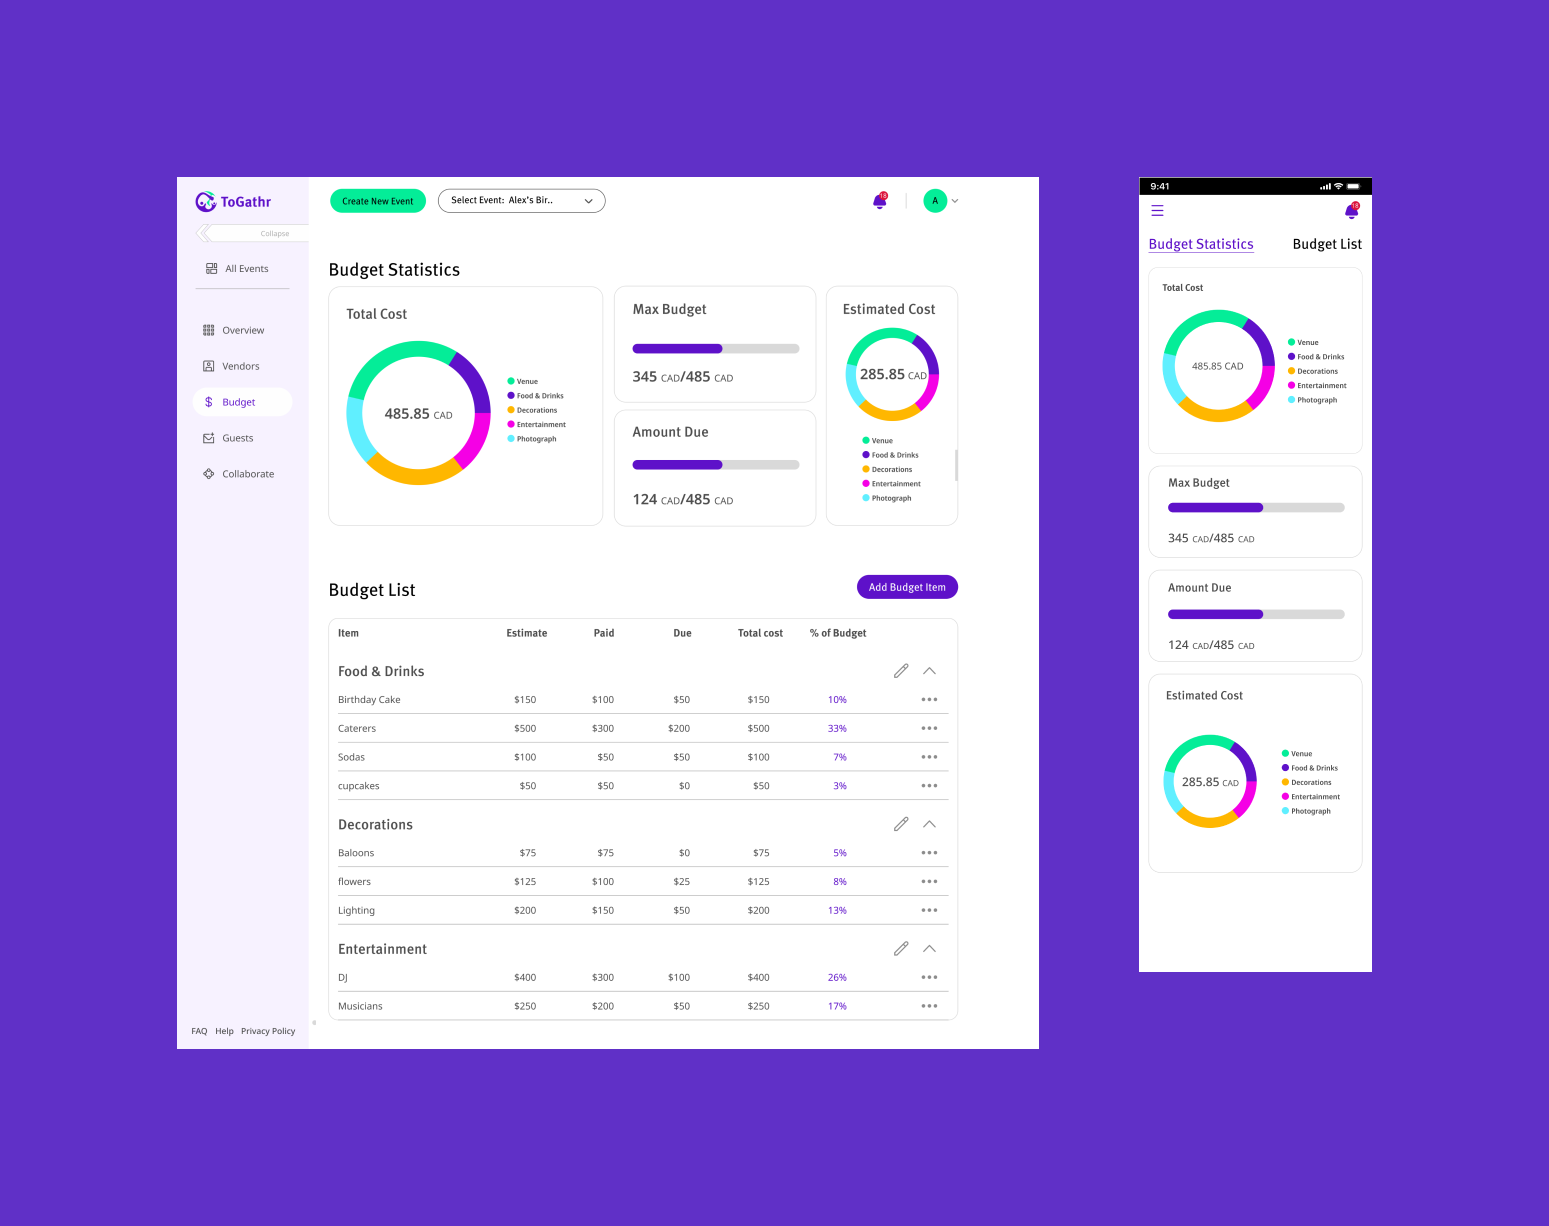 ToGathr
Collapse
All Events
Overview
Vendors
Budget
Guests
Collaborate
FAQ Help Privacy Policy
Create New Event
Select Event: Alex's Bir..
18
A
Budget Statistics
Total Cost
485.85 CAD
Venue
Food & Drinks
Decorations
Entertainment
Photograph
Max Budget
345 CAD/485 CAD
Amount Due
124 CAD/485 CAD
Estimated Cost
285.85 CAD
Venue
Food & Drinks
Decorations
Entertainment
Photograph
Budget List
Add Budget Item
Item Estimate Paid Due Total cost % of Budget
Food & Drinks
Birthday Cake $150 $100 $50 $150 10%
Caterers $500 $300 $200 $500 33%
Sodas $100 $50 $50 $100 7%
cupcakes $50 $50 $0 $50 3%
Decorations
Baloons $75 $75 $0 $75 5%
flowers $125 $100 $25 $125 8%
Lighting $200 $150 $50 $200 13%
Entertainment
DJ $400 $300 $100 $400 26%
Musicians $250 $200 $50 $250 17%
9:41
18
Budget Statistics Budget List
Total Cost
485.85 CAD
Venue
Food & Drinks
Decorations
Entertainment
Photograph
Max Budget
345 CAD/485 CAD
Amount Due
124 CAD/485 CAD
Estimated Cost
285.85 CAD
Venue
Food & Drinks
Decorations
Entertainment
Photograph